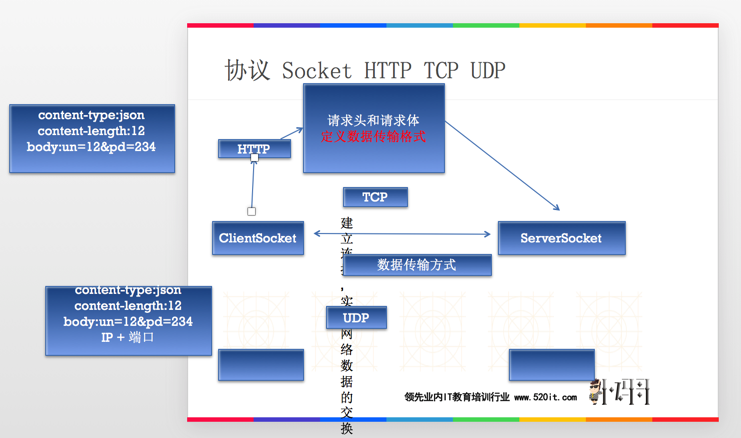 协议 Socket HTTP TCP UDP
content-type:json
content-length:12
body:un=12&pd=234
请求头和请求体
定义数据传输格式
HTTP
TCP
建
立
连
,
实
网
络
数
据
的
交
换
ClientSocket
ServerSocket
数据传输方式
content-type:json
content-length:12
body:un=12&pd=234
IP + 端口
UDP
领先业内IT教育培训行业 www.520it.com